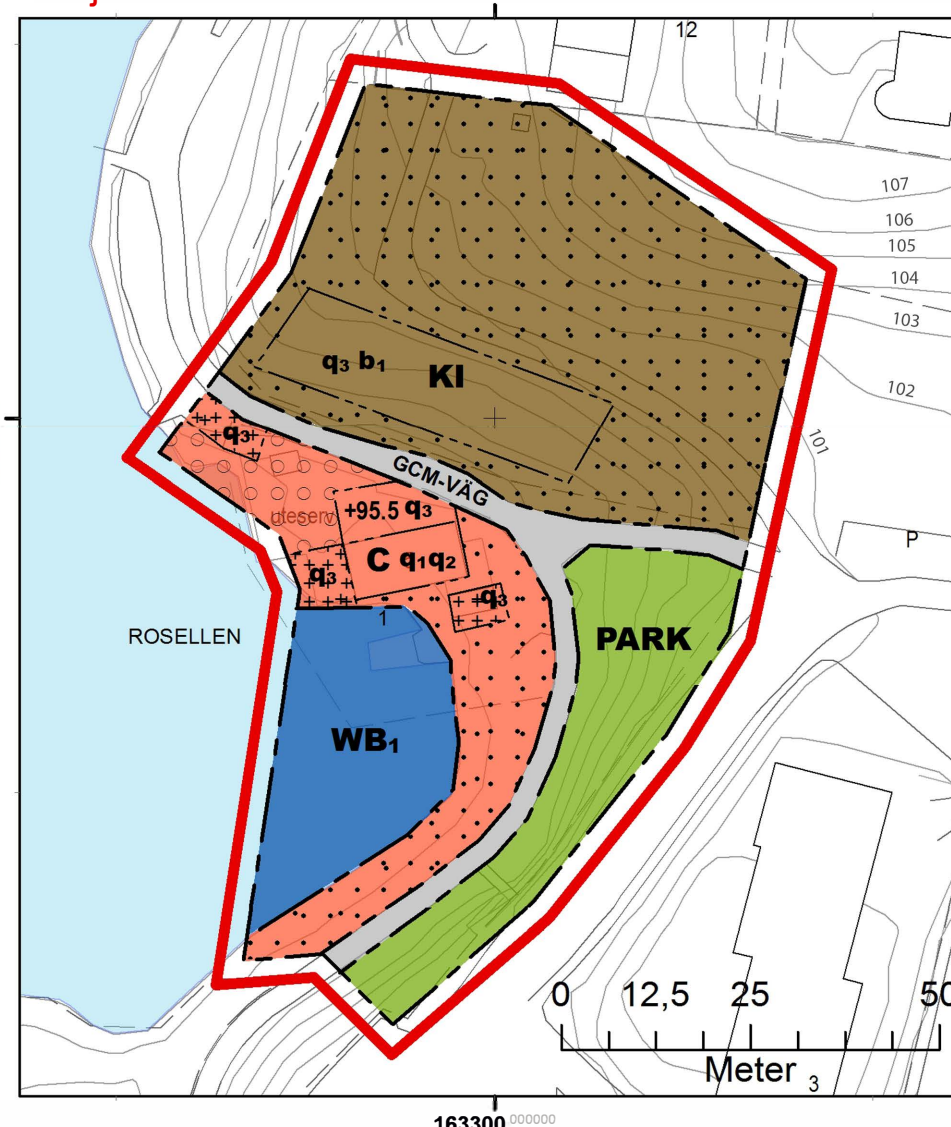 12
107
106
105
104
103
102
101
q₃ b₁
KI
q₃
GCM-VÄG
+95.5 q₃
uteserv
P
C q₁q₂
q₃
q₃
1
ROSELLEN
PARK
WB₁
0 12,5 25 50
Meter
3
163300 000000